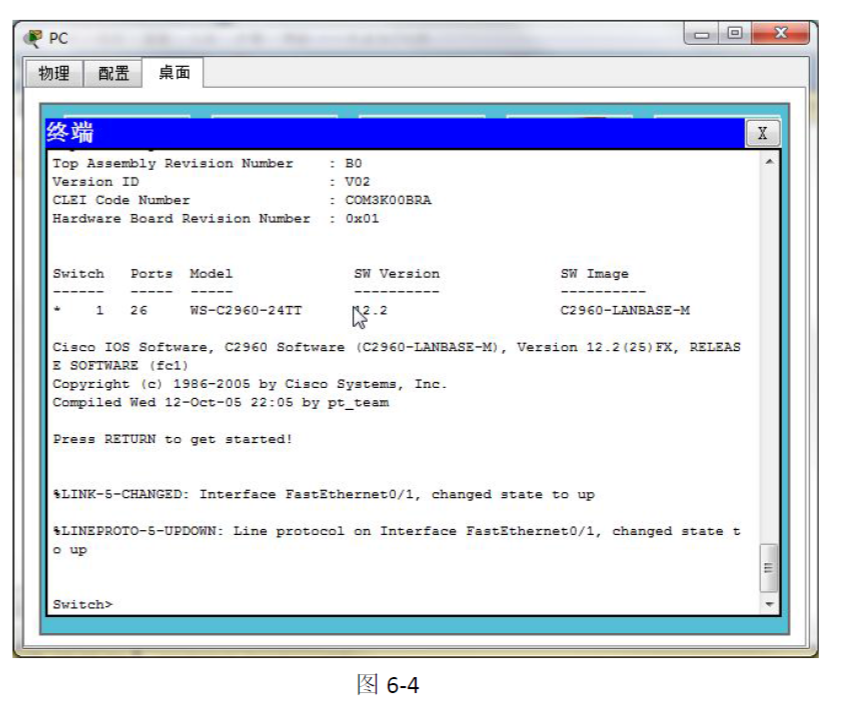 PC
物理 配置 桌面
终端
X
Top Assembly Revision Number : B0
Version ID : V02
CLEI Code Number : COM3K00BRA
Hardware Board Revision Number : 0x01
Switch Ports Model SW Version SW Image
------ ----- ----- ---------- ----------
* 1 26 WS-C2960-24TT 12.2 C2960-LANBASE-M
Cisco IOS Software, C2960 Software (C2960-LANBASE-M), Version 12.2(25)FX, RELEAS
E SOFTWARE (fc1)
Copyright (c) 1986-2005 by Cisco Systems, Inc.
Compiled Wed 12-Oct-05 22:05 by pt_team
Press RETURN to get started!
%LINK-5-CHANGED: Interface FastEthernet0/1, changed state to up
%LINEPROTO-5-UPDOWN: Line protocol on Interface FastEthernet0/1, changed state t
o up
Switch>
图 6-4